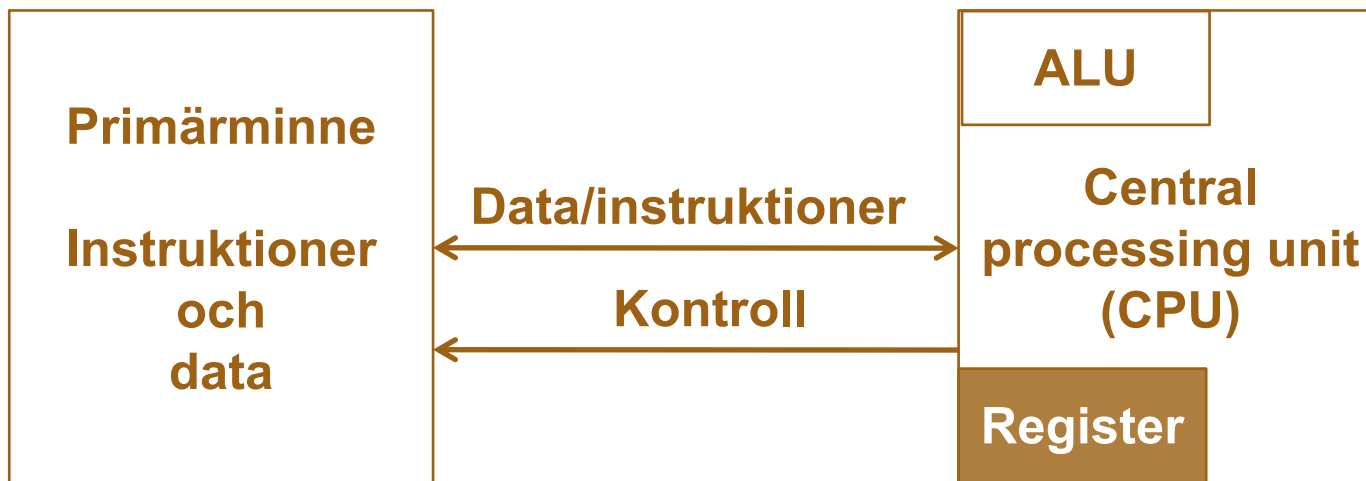 Primärminne
Instruktioner
och
data
Data/instruktioner
Kontroll
ALU
Central
processing unit
(CPU)
Register